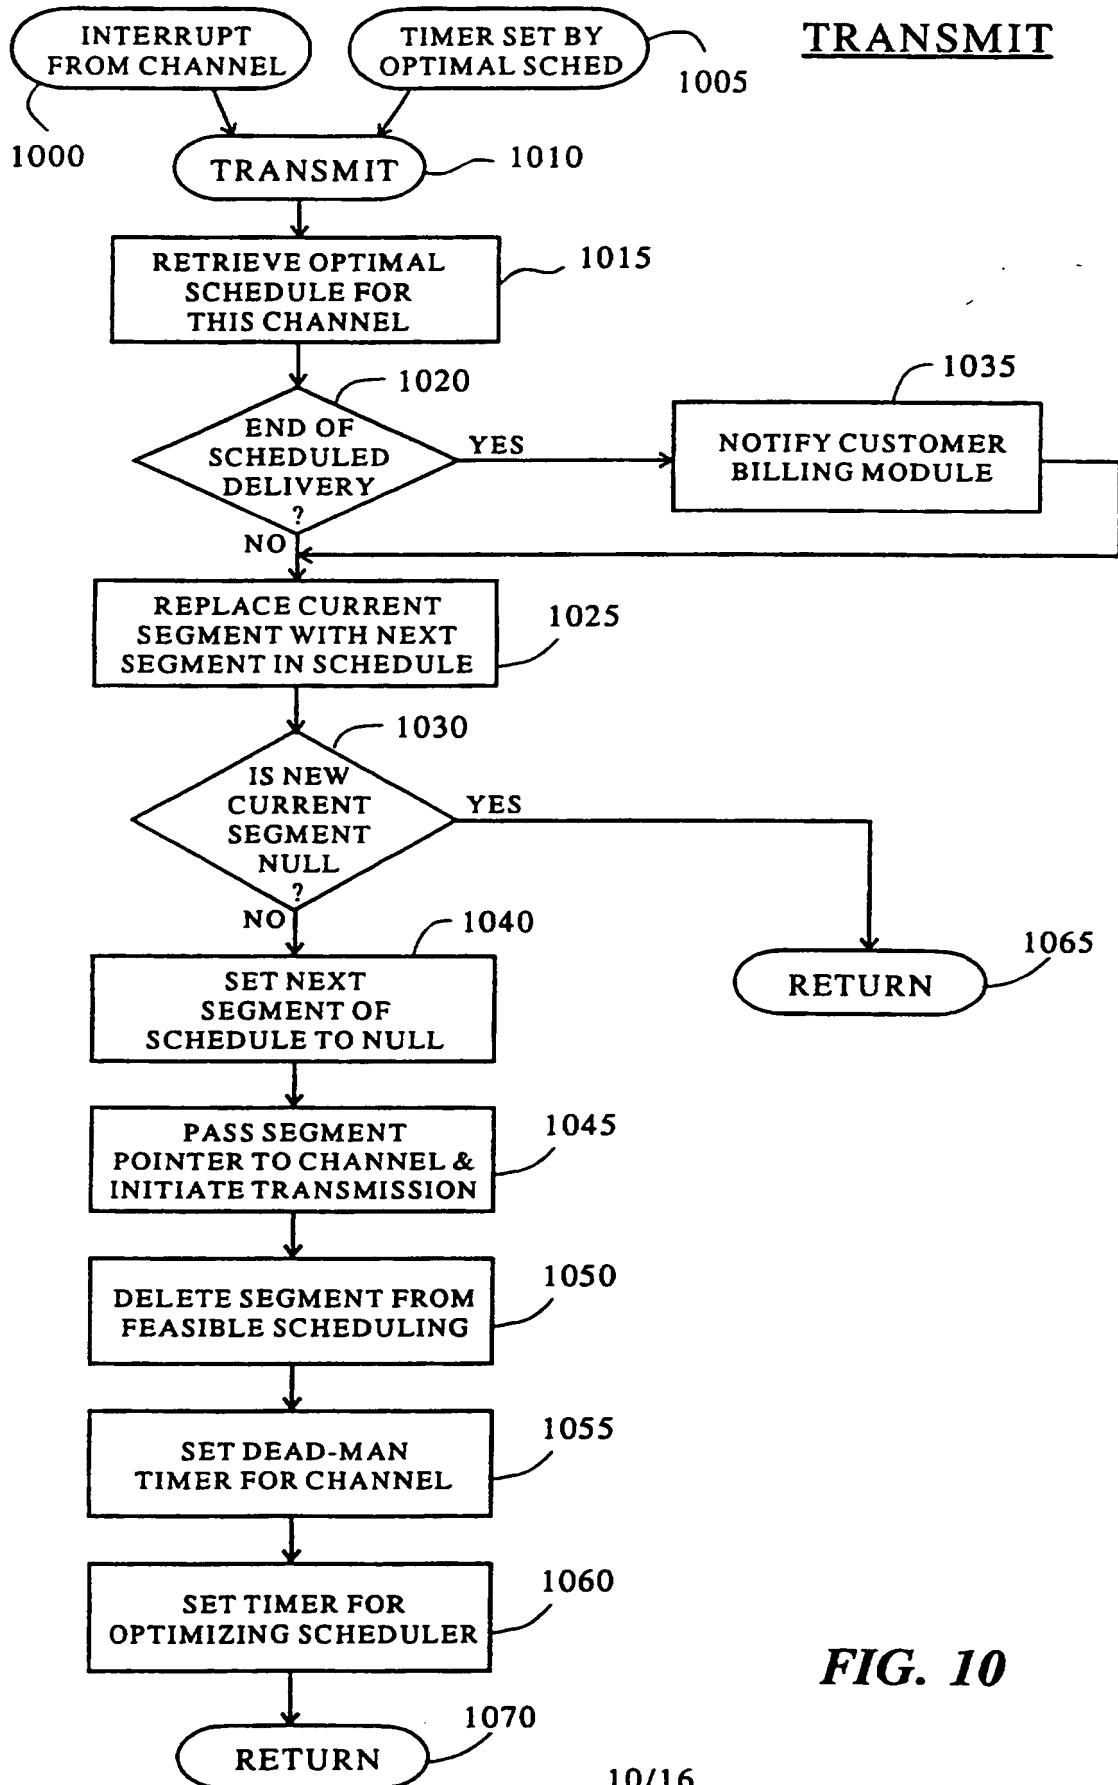 INTERRUPT
FROM CHANNEL
TIMER SET BY
OPTIMAL SCHED
TRANSMIT
1000
1005
TRANSMIT
1010
RETRIEVE OPTIMAL
SCHEDULE FOR
THIS CHANNEL
1015
1020
END OF
SCHEDULED
DELIVERY
?
YES
NO
1035
NOTIFY CUSTOMER
BILLING MODULE
REPLACE CURRENT
SEGMENT WITH NEXT
SEGMENT IN SCHEDULE
1025
1030
IS NEW
CURRENT
SEGMENT
NULL
?
YES
NO
1040
SET NEXT
SEGMENT OF
SCHEDULE TO NULL
RETURN
1065
PASS SEGMENT
POINTER TO CHANNEL &
INITIATE TRANSMISSION
1045
DELETE SEGMENT FROM
FEASIBLE SCHEDULING
1050
SET DEAD-MAN
TIMER FOR CHANNEL
1055
SET TIMER FOR
OPTIMIZING SCHEDULER
1060
FIG. 10
RETURN
1070
10/16